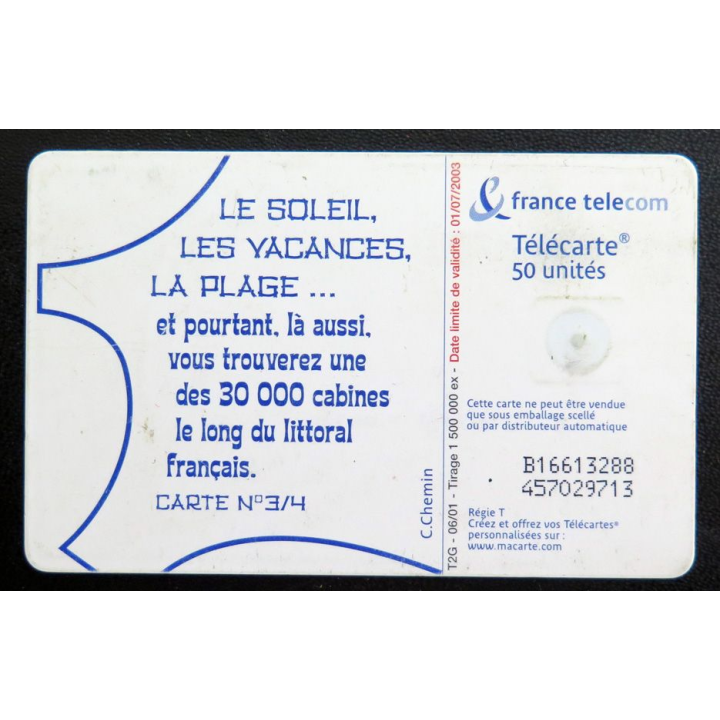 LE SOLEIL,
LES VACANCES,
LA PLAGE ...
et pourtant, là aussi,
vous trouverez une
des 30 000 cabines
le long du littoral
français.
CARTE N°3/4
C.Chemin
T2G - 06/01 - Tirage 1 500 000 ex - Date limite de validité : 01/07/2003
france telecom
Télécarte®
50 unités
Cette carte ne peut être vendue
que sous emballage scellé
ou par distributeur automatique
B16613288
457029713
Régie T
Créez et offrez vos Télécartes®
personnalisées sur :
www.macarte.com